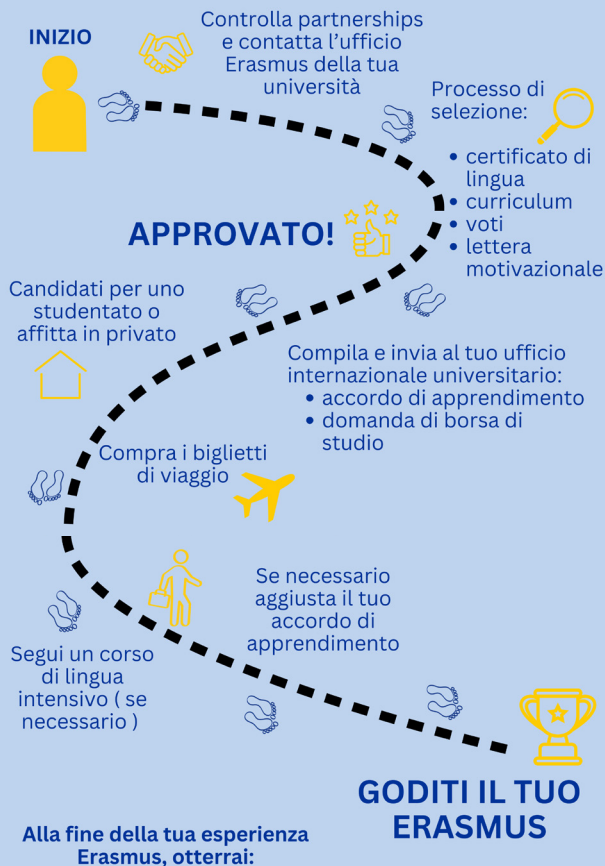 INIZIO
Controlla partnerships
e contatta l'ufficio
Erasmus della tua
università
Processo di
selezione:
• certificato di
lingua
• curriculum
• voti
• lettera
motivazionale
APPROVATO!
Compila e invia al tuo ufficio
internazionale universitario:
• accordo di apprendimento
• domanda di borsa di
studio
Candidati per uno
studentato o
affitta in privato
Compra i biglietti
di viaggio
Segui un corso
di lingua
intensivo ( se
necessario )
Se necessario
aggiusta il tuo
accordo di
apprendimento
GODITI IL TUO
ERASMUS
Alla fine della tua esperienza
Erasmus, otterrai: